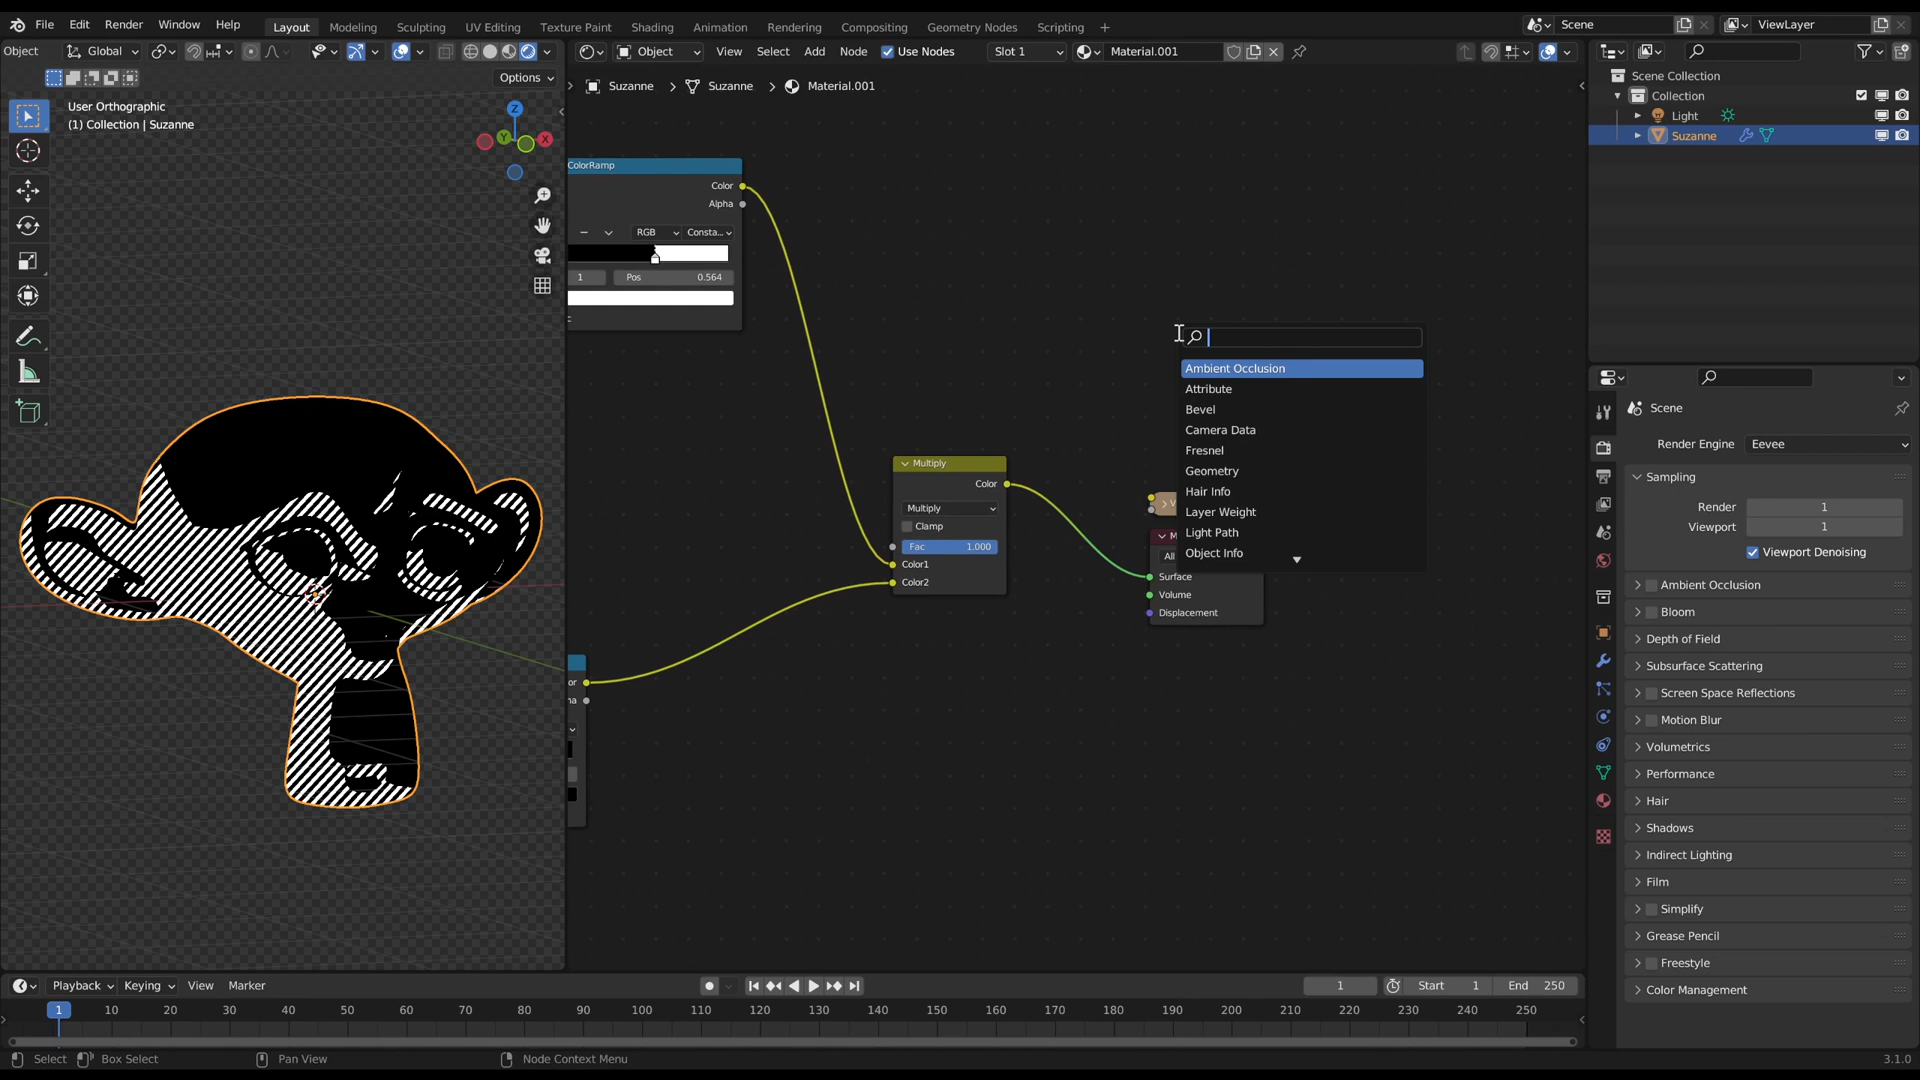 File Edit Render Window Help Layout Modeling Sculpting UV Editing Texture Paint Shading Animation Rendering Compositing Geometry Nodes Scripting + Scene ViewLayer
Object Global Object View Select Add Node Use Nodes Slot 1 Material.001
Options
Suzanne > Suzanne > Material.001
User Orthographic
(1) Collection | Suzanne
Z
Y
X
ColorRamp
Color
Alpha
RGB Consta...
1 Pos 0.564
Multiply
Color
Multiply
Clamp
Fac 1.000
Color1
Color2
Ambient Occlusion
Attribute
Bevel
Camera Data
Fresnel
Geometry
Hair Info
Layer Weight
Light Path
Object Info
All
Surface
Volume
Displacement
Scene Collection
Collection
Light
Suzanne
Scene
Render Engine Eevee
Sampling
Render 1
Viewport 1
Viewport Denoising
Ambient Occlusion
Bloom
Depth of Field
Subsurface Scattering
Screen Space Reflections
Motion Blur
Volumetrics
Performance
Hair
Shadows
Indirect Lighting
Film
Simplify
Grease Pencil
Freestyle
Color Management
Playback Keying View Marker 1 Start 1 End 250
1 10 20 30 40 50 60 70 80 90 100 110 120 130 140 150 160 170 180 190 200 210 220 230 240 250
Select Box Select Pan View Node Context Menu 3.1.0